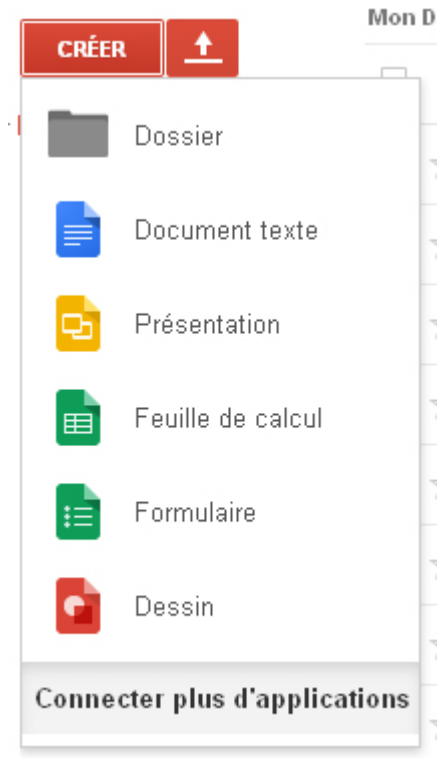 Mon D
CRÉER
Dossier
Document texte
Présentation
Feuille de calcul
Formulaire
Dessin
Connecter plus d'applications